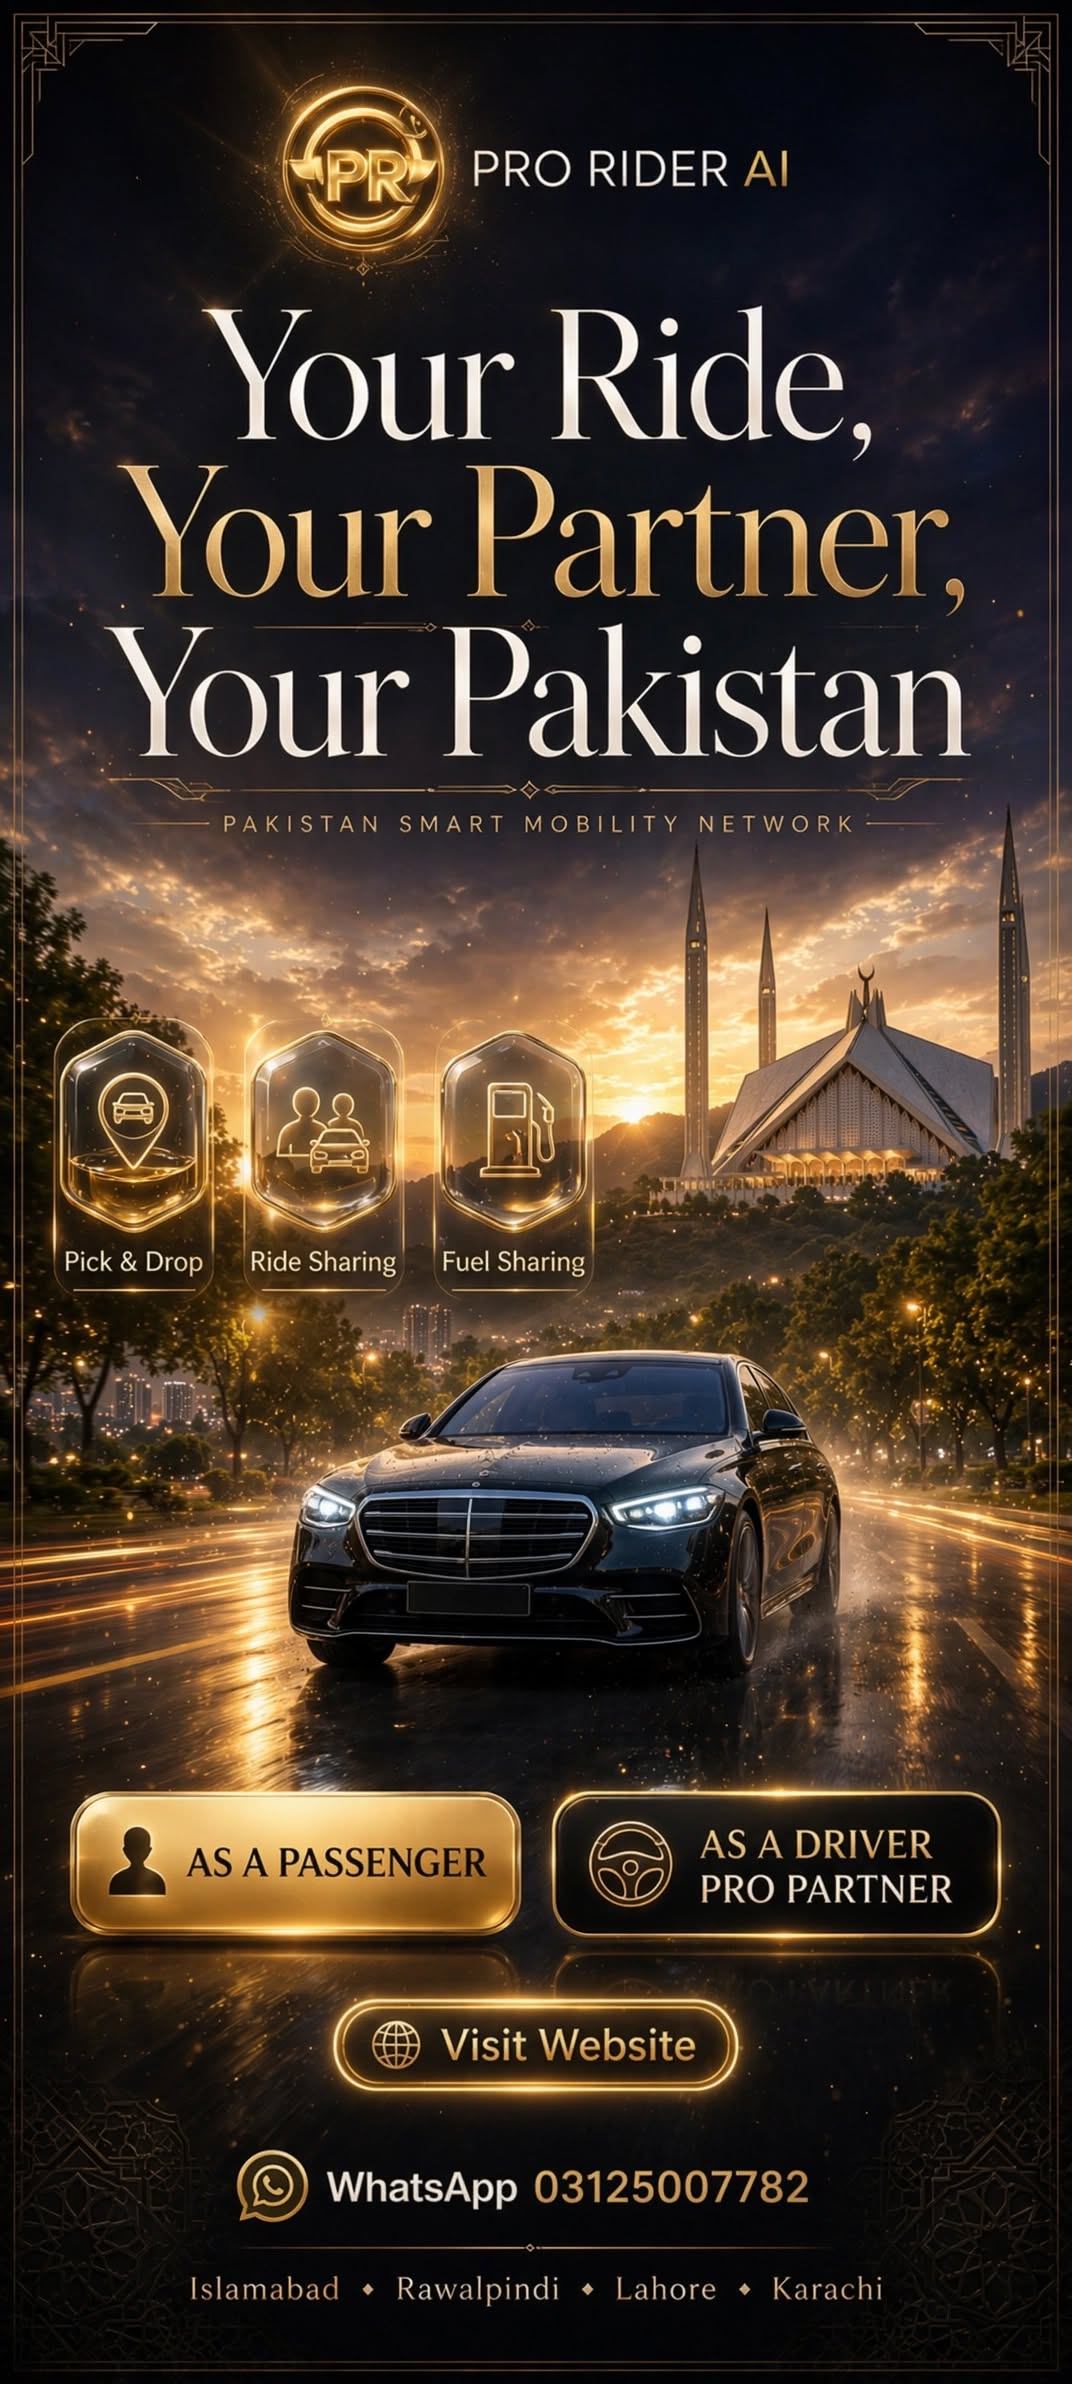 PR
PRO RIDER AI
Your Ride,
Your Partner,
Your Pakistan
PAKISTAN SMART MOBILITY NETWORK
Pick & Drop
Ride Sharing
Fuel Sharing
AS A PASSENGER
AS A DRIVER
PRO PARTNER
Visit Website
WhatsApp 03125007782
Islamabad ◆ Rawalpindi ◆ Lahore ◆ Karachi